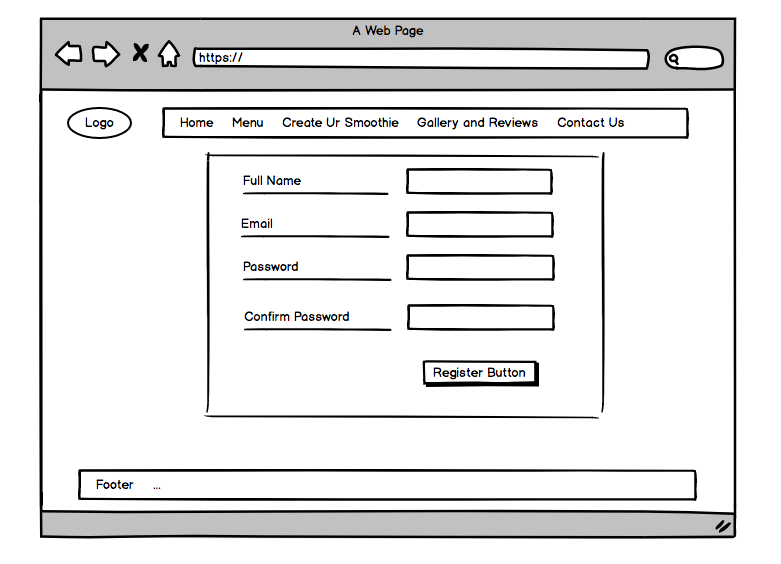 A Web Page
https://
Logo
Home Menu Create Ur Smoothie Gallery and Reviews Contact Us
Full Name
Email
Password
Confirm Password
Register Button
Footer ...